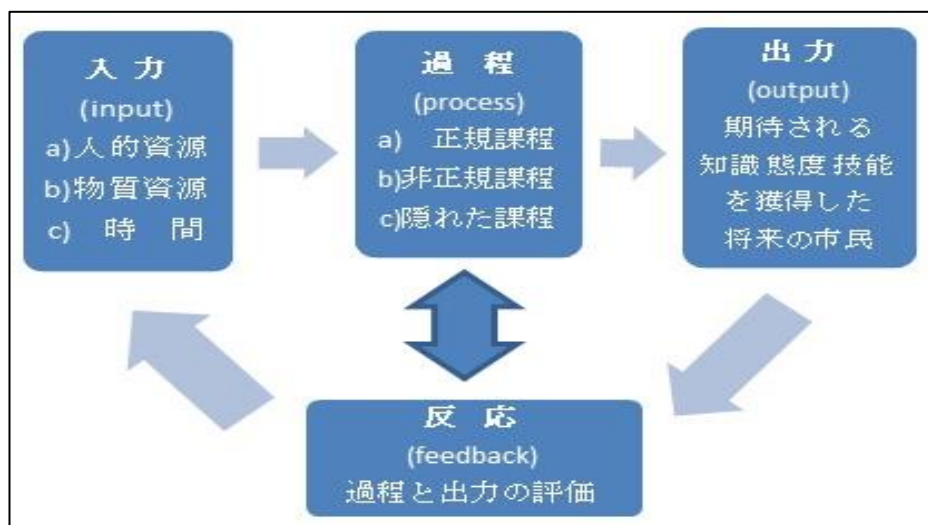 入 力
(input)
a)人的資源
b)物質資源
c) 時 間
過 程
(process)
a) 正規課程
b)非正規課程
c)隠れた課程
出 力
(output)
期待される
知識態度技能
を獲得した
将来の市民
反 応
(feedback)
過程と出力の評価